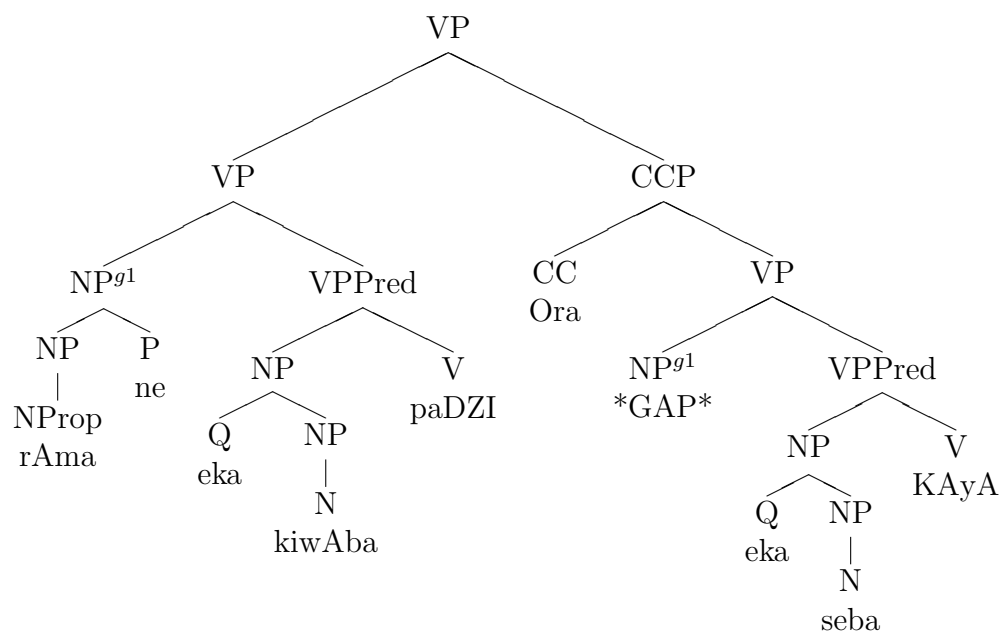 VP
VP CCP
NP^g1 VPPred CC VP
Ora
NP P NP V NP^g1 VPPred
ne paDZI *GAP*
NProp Q NP NP V
rAma eka KAyA
N Q NP
kiwAba eka
N
seba